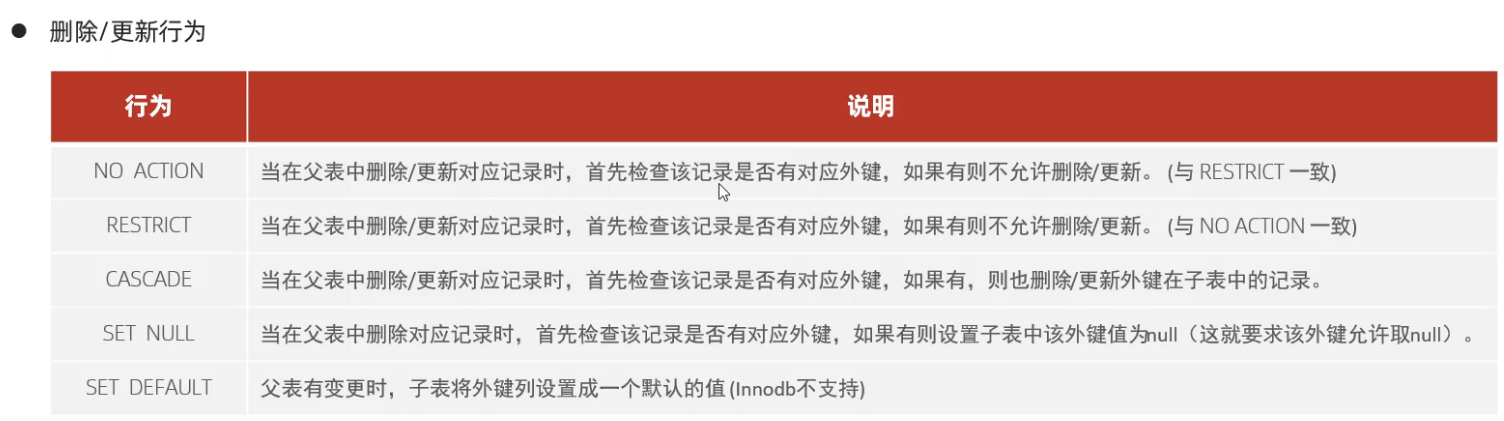 ● 删除/更新行为
行为 说明
NO ACTION 当在父表中删除/更新对应记录时，首先检查该记录是否有对应外键，如果有则不允许删除/更新。 (与 RESTRICT 一致)
RESTRICT 当在父表中删除/更新对应记录时，首先检查该记录是否有对应外键，如果有则不允许删除/更新。 (与 NO ACTION 一致)
CASCADE 当在父表中删除/更新对应记录时，首先检查该记录是否有对应外键，如果有，则也删除/更新外键在子表中的记录。
SET NULL 当在父表中删除对应记录时，首先检查该记录是否有对应外键，如果有则设置子表中该外键值为null（这就要求该外键允许取null）。
SET DEFAULT 父表有变更时，子表将外键列设置成一个默认的值 (Innodb不支持)